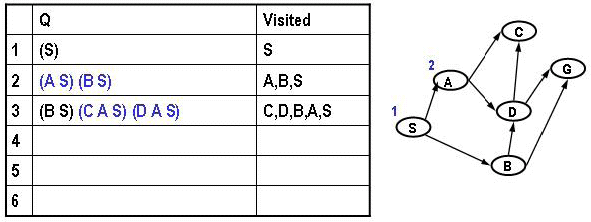 Q Visited
1 (S) S
2 (A S) (B S) A,B,S
3 (B S) (C A S) (D A S) C,D,B,A,S
4
5
6
C
G
2
A
D
1
S
B